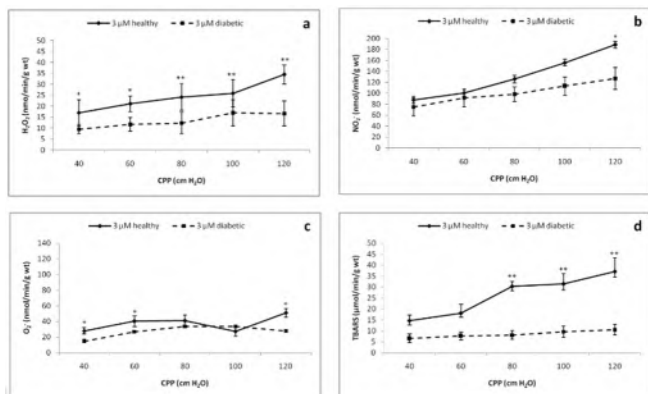 3 µM healthy 3 µM diabetic a
H₂O₂ (nmol/min/g wt)
40
35
30
25
20
15
10
5
0
* * ** ** **
40 60 80 100 120
CPP (cm H₂O)
3 µM healthy 3 µM diabetic b
NO₂⁻ (nmol/min/g wt)
200
180
160
140
120
100
80
60
40
20
0
*
40 60 80 100 120
CPP (cm H₂O)
3 µM healthy 3 µM diabetic c
O₂⁻ (nmol/min/g wt)
140
120
100
80
60
40
20
0
* * *
40 60 80 100 120
CPP (cm H₂O)
3 µM healthy 3 µM diabetic d
TBARS (µmol/min/g wt)
50
45
40
35
30
25
20
15
10
5
0
** ** **
40 60 80 100 120
CPP (cm H₂O)